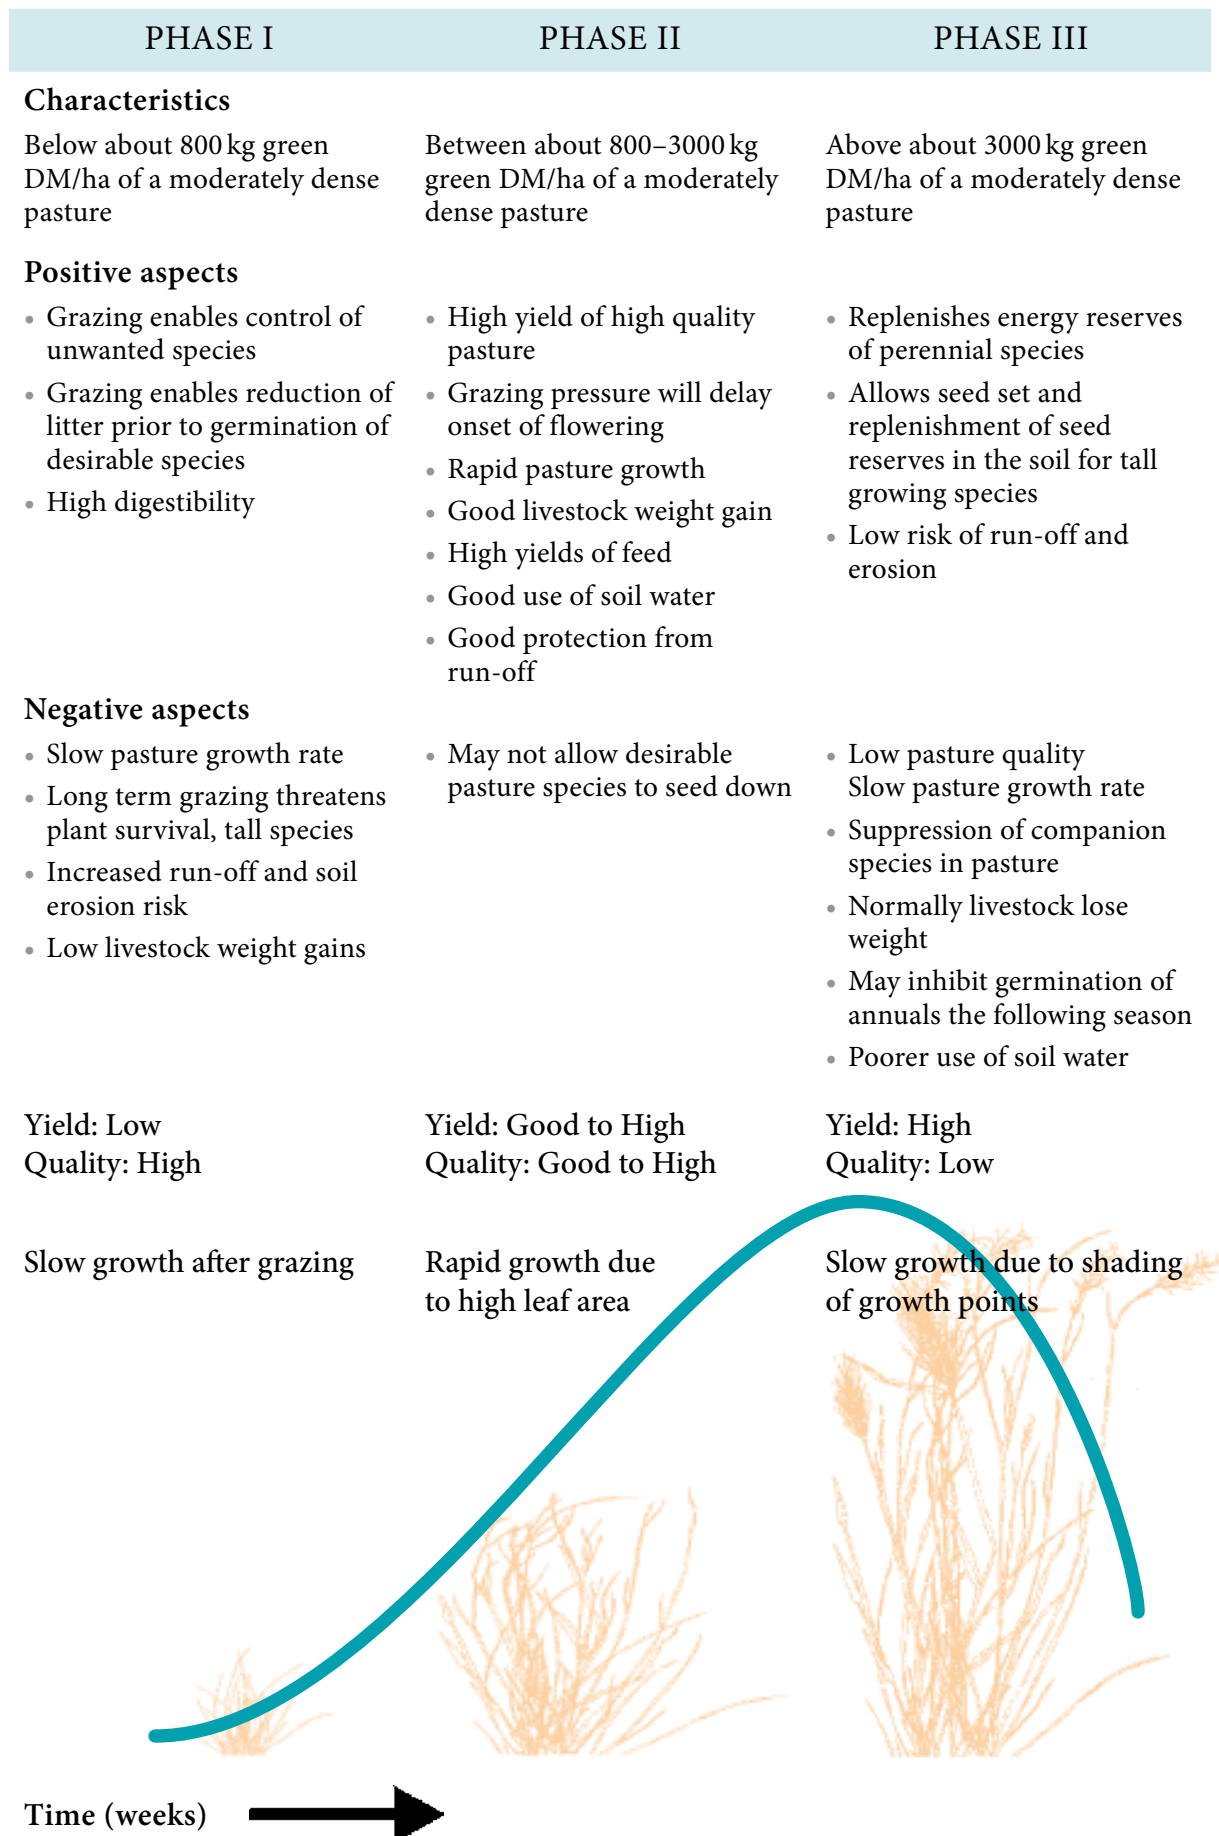 PHASE I
PHASE II
PHASE III
Characteristics
Below about 800 kg green
DM/ha of a moderately dense
pasture
Between about 800–3000 kg
green DM/ha of a moderately
dense pasture
Above about 3000 kg green
DM/ha of a moderately dense
pasture
Positive aspects
• Grazing enables control of
unwanted species
• Grazing enables reduction of
litter prior to germination of
desirable species
• High digestibility
• High yield of high quality
pasture
• Grazing pressure will delay
onset of flowering
• Rapid pasture growth
• Good livestock weight gain
• High yields of feed
• Good use of soil water
• Good protection from
run-off
• Replenishes energy reserves
of perennial species
• Allows seed set and
replenishment of seed
reserves in the soil for tall
growing species
• Low risk of run-off and
erosion
Negative aspects
• Slow pasture growth rate
• Long term grazing threatens
plant survival, tall species
• Increased run-off and soil
erosion risk
• Low livestock weight gains
• May not allow desirable
pasture species to seed down
• Low pasture quality
Slow pasture growth rate
• Suppression of companion
species in pasture
• Normally livestock lose
weight
• May inhibit germination of
annuals the following season
• Poorer use of soil water
Yield: Low
Quality: High
Yield: Good to High
Quality: Good to High
Yield: High
Quality: Low
Slow growth after grazing
Rapid growth due
to high leaf area
Slow growth due to shading
of growth points
Time (weeks)